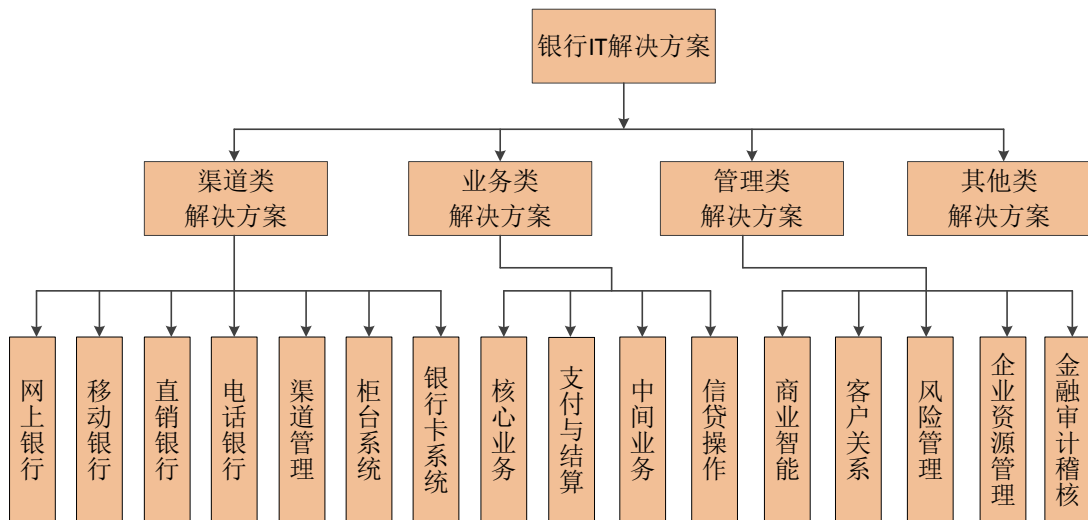 银行IT解决方案
渠道类
解决方案
业务类
解决方案
管理类
解决方案
其他类
解决方案
网上银行
移动银行
直销银行
电话银行
渠道管理
柜台系统
银行卡系统
核心业务
支付与结算
中间业务
信贷操作
商业智能
客户关系
风险管理
企业资源管理
金融审计稽核